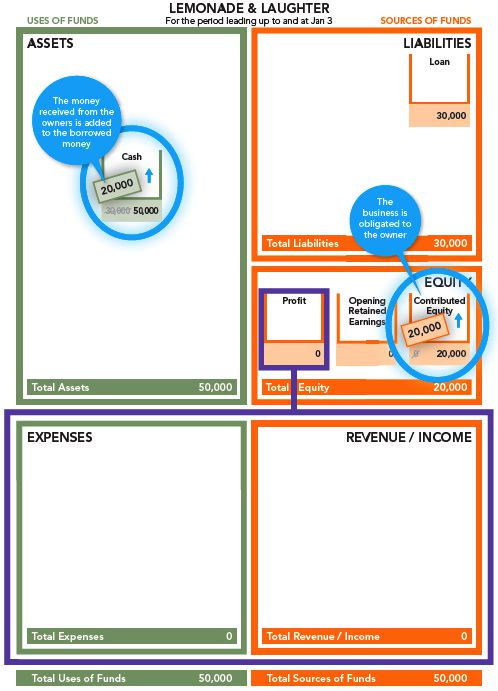 LEMONADE & LAUGHTER
USES OF FUNDS
For the period leading up to and at Jan 3
SOURCES OF FUNDS
ASSETS
The money
received from the
owners is added
to the borrowed
money
Cash
20,000
30,000 50,000
Total Assets 50,000
LIABILITIES
Loan
30,000
The
business is
obligated to
the owner
Total Liabilities 30,000
EQUITY
Profit
0
Opening
Retained
Earnings
0
Contributed
Equity
20,000
0 20,000
Total Equity 20,000
EXPENSES
Total Expenses 0
REVENUE / INCOME
Total Revenue / Income 0
Total Uses of Funds 50,000
Total Sources of Funds 50,000